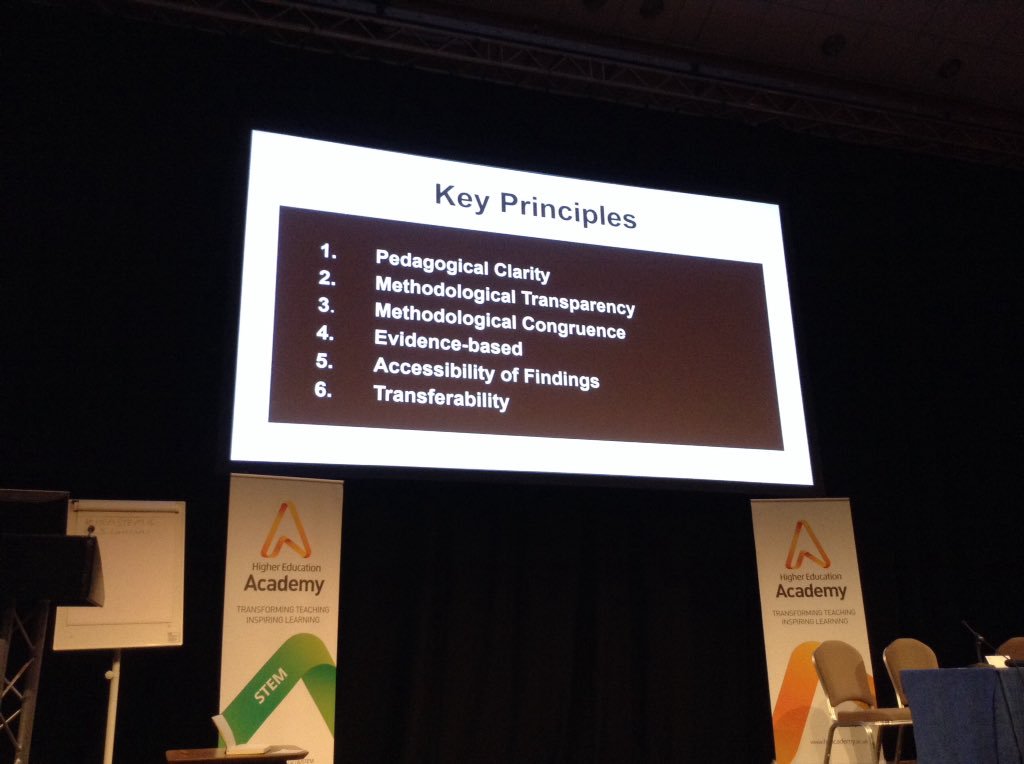 Key Principles
1. Pedagogical Clarity
2. Methodological Transparency
3. Methodological Congruence
4. Evidence-based
5. Accessibility of Findings
6. Transferability
Higher Education
Academy
TRANSFORMING TEACHING
INSPIRING LEARNING
STEM
Higher Education
Academy
TRANSFORMING TEACHING
INSPIRING LEARNING